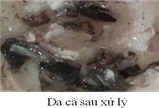 Da cá sau xử lý